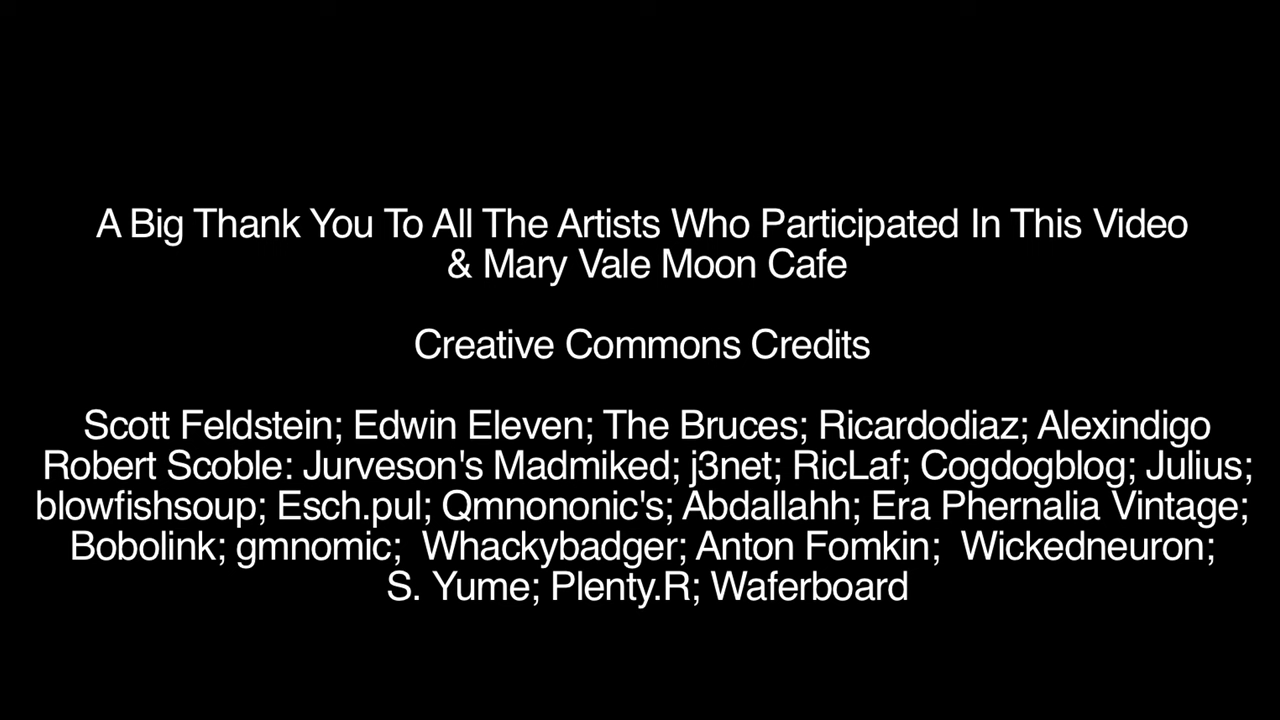 A Big Thank You To All The Artists Who Participated In This Video
& Mary Vale Moon Cafe
Creative Commons Credits
Scott Feldstein; Edwin Eleven; The Bruces; Ricardodiaz; Alexindigo
Robert Scoble: Jurveson's Madmiked; j3net; RicLaf; Cogdogblog; Julius;
blowfishsoup; Esch.pul; Qmnononic's; Abdallahh; Era Phernalia Vintage;
Bobolink; gmnomic;  Whackybadger; Anton Fomkin;  Wickedneuron;
S. Yume; Plenty.R; Waferboard